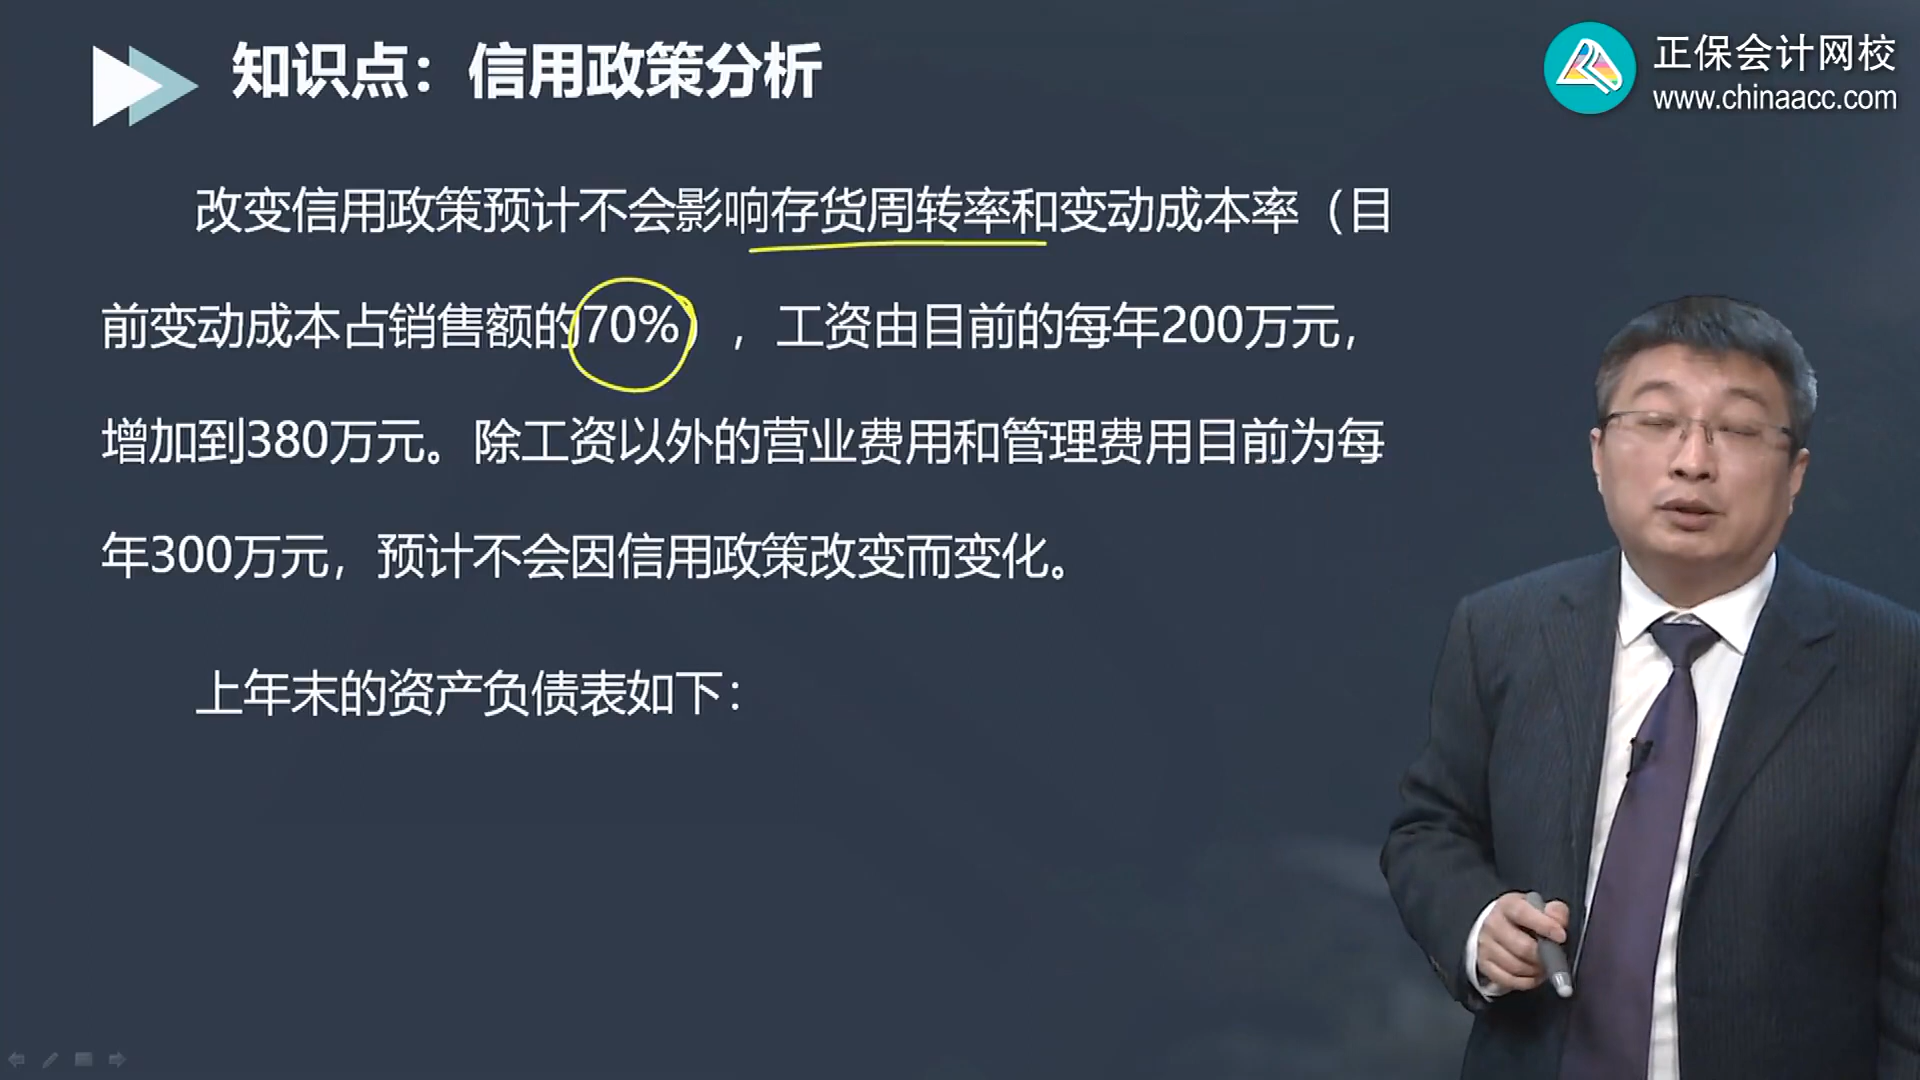 知识点：信用政策分析
正保会计网校
www.chinaacc.com
改变信用政策预计不会影响存货周转率和变动成本率（目
前变动成本占销售额的70%），工资由目前的每年200万元，
增加到380万元。除工资以外的营业费用和管理费用目前为每
年300万元，预计不会因信用政策改变而变化。
上年末的资产负债表如下：